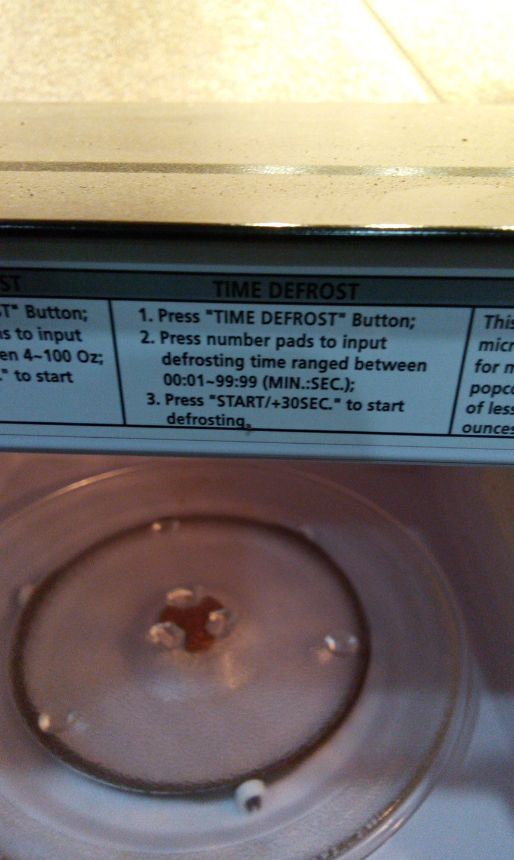 ST
T" Button;
s to input
en 4~100 Oz;
." to start
TIME DEFROST
1. Press "TIME DEFROST" Button;
2. Press number pads to input
defrosting time ranged between
00:01~99:99 (MIN.:SEC.);
3. Press "START/+30SEC." to start
defrosting.
This
micr
for m
popc
of less
ounces